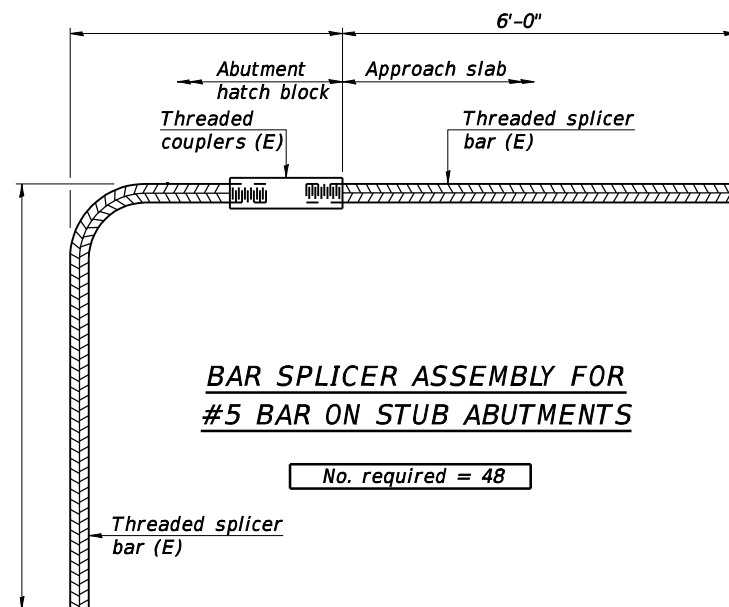 6'-0"
Abutment
hatch block
Approach slab
Threaded
couplers (E)
Threaded splicer
bar (E)
BAR SPLICER ASSEMBLY FOR
#5 BAR ON STUB ABUTMENTS
No. required = 48
Threaded splicer
bar (E)